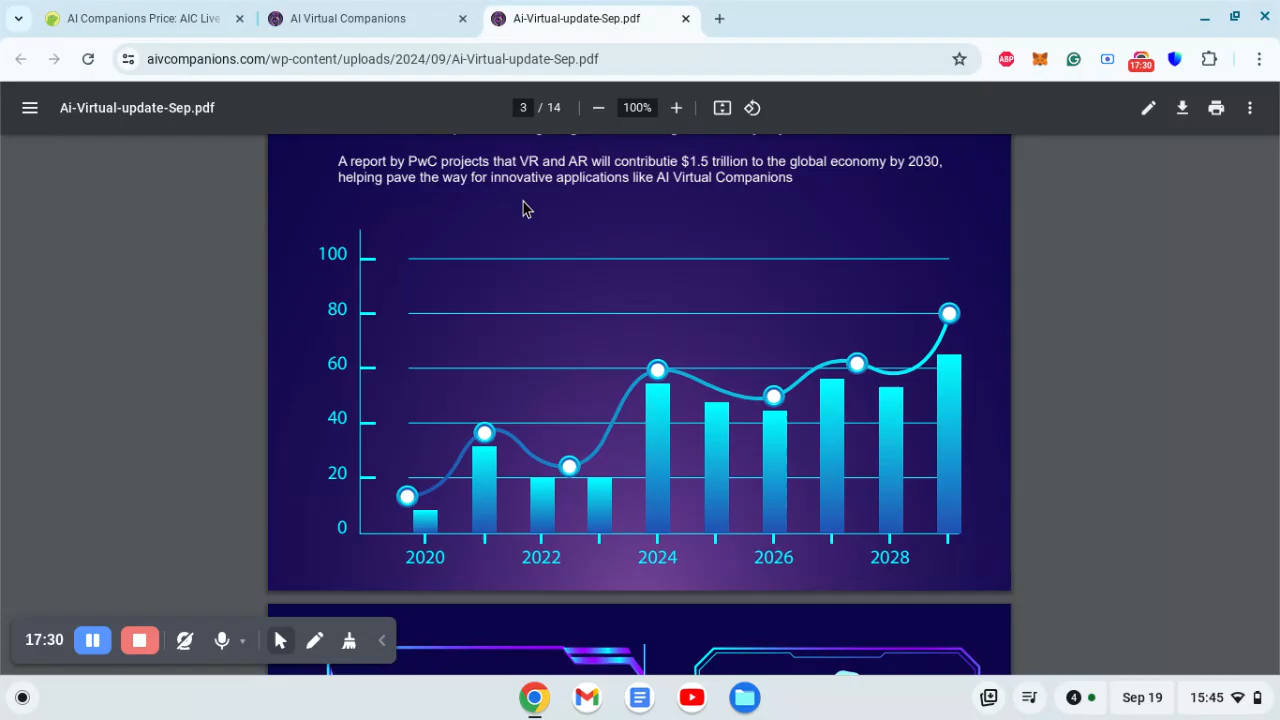 AI Companions Price: AIC Live
AI Virtual Companions
Ai-Virtual-update-Sep.pdf
aivcompanions.com/wp-content/uploads/2024/09/Ai-Virtual-update-Sep.pdf
ABP
17:30
Ai-Virtual-update-Sep.pdf
3 / 14
100%
A report by PwC projects that VR and AR will contributie $1.5 trillion to the global economy by 2030,
helping pave the way for innovative applications like AI Virtual Companions
100
80
60
40
20
0
2020 2022 2024 2026 2028
17:30
4
Sep 19
15:45